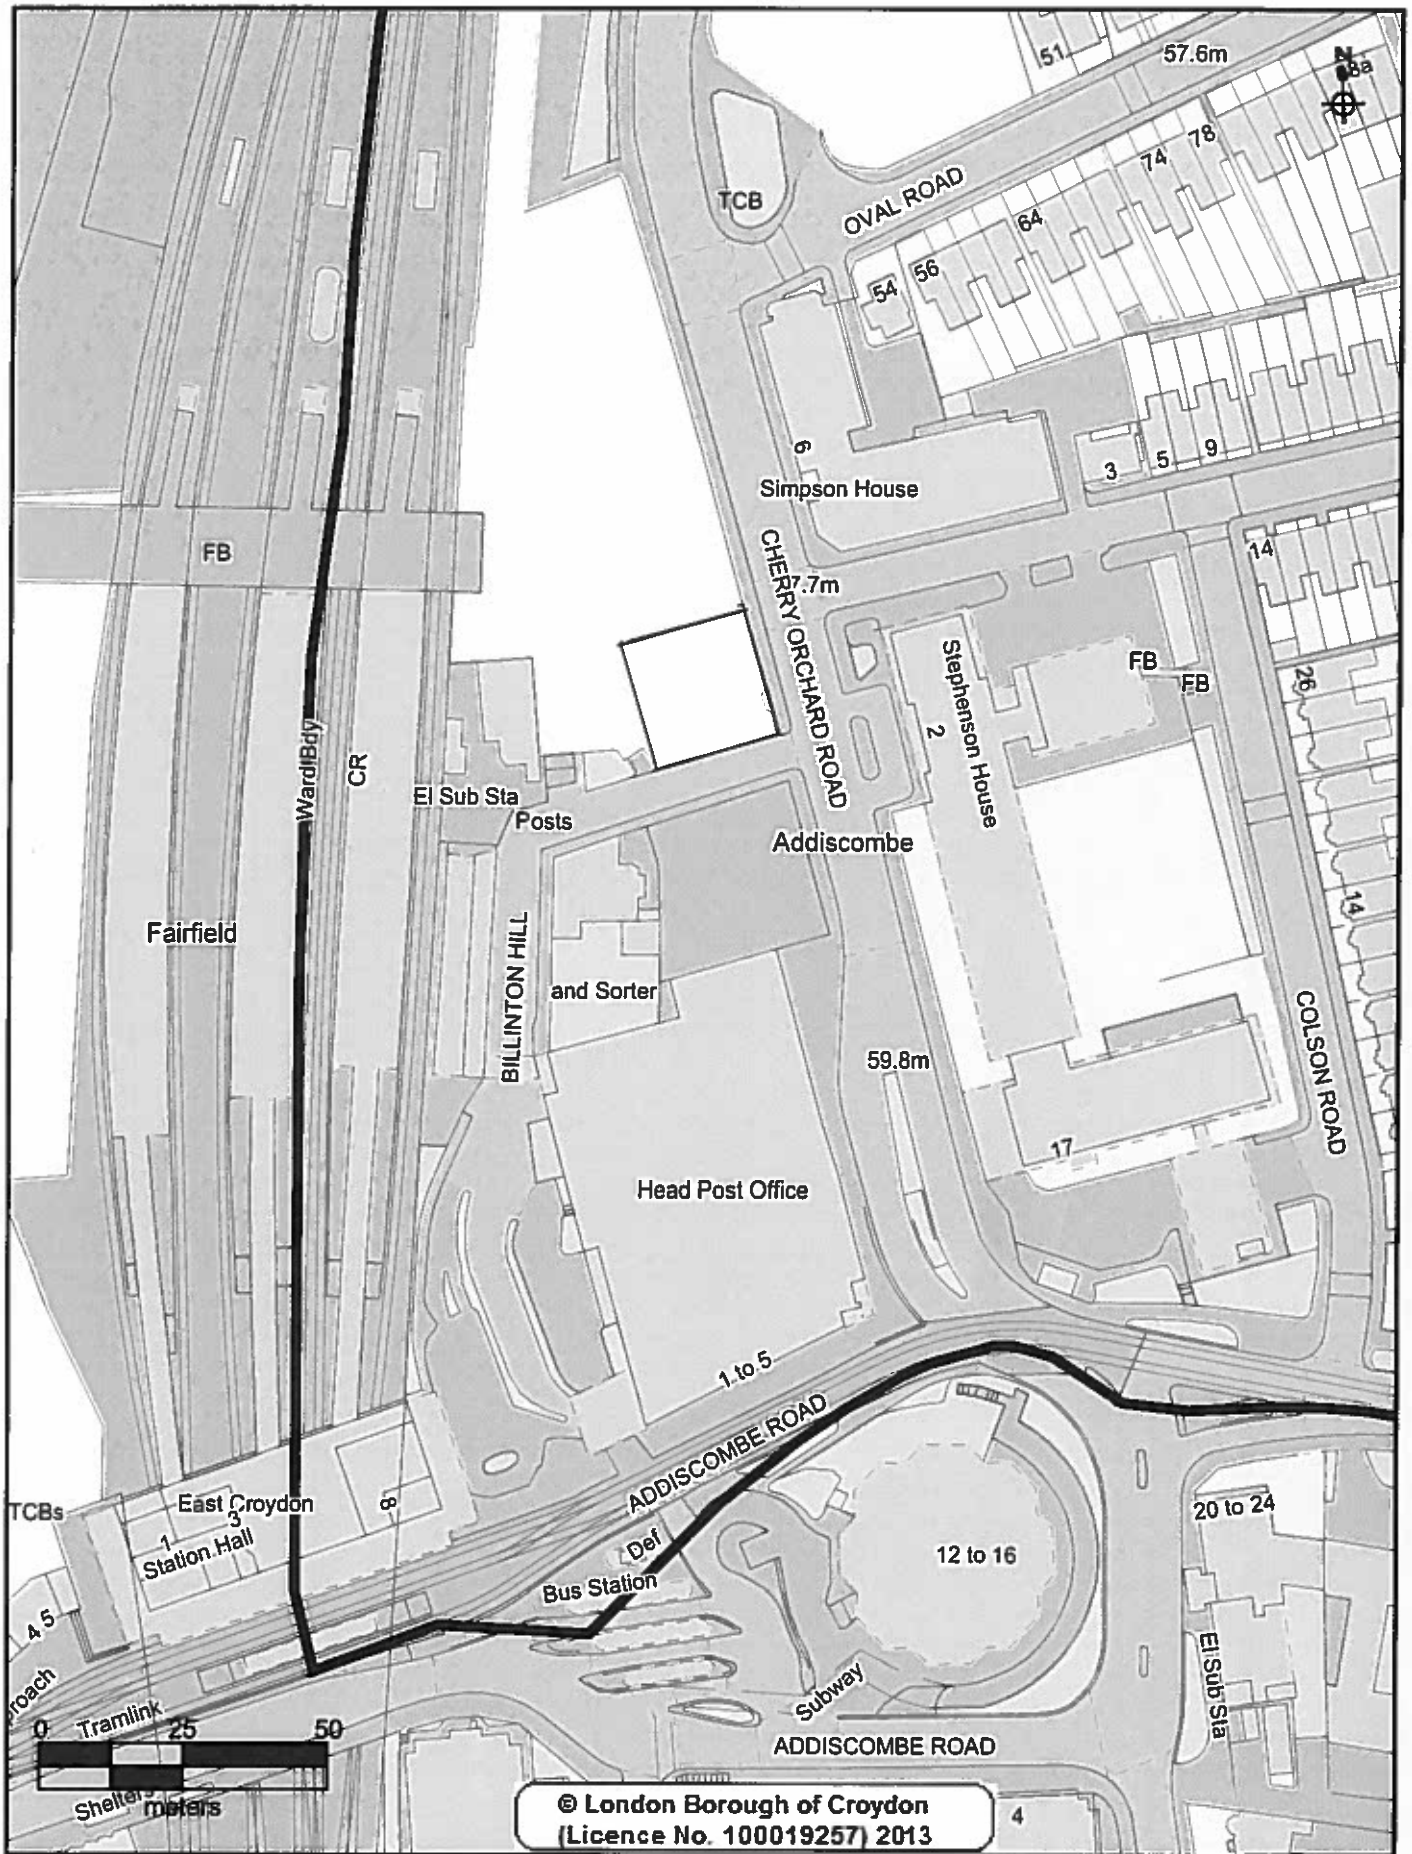 51
57.6m
N
TCB
OVAL ROAD
78
74
64
56
54
6
Simpson House
3
5
9
14
FB
CHERRY ORCHARD ROAD
7.7m
Stephenson House
2
FB
FB
26
Ward Bdy
CR
El Sub Sta
Posts
Addiscombe
14
Fairfield
BILLINTON HILL
and Sorter
COLSON ROAD
59.8m
17
Head Post Office
1 to 5
ADDISCOMBE ROAD
TCBs
East Croydon
Station Hall
1
3
8
Def
Bus Station
12 to 16
20 to 24
4 5
roach
Subway
El Sub Sta
Tramlink
0 25 50
meters
Shelters
ADDISCOMBE ROAD
4
© London Borough of Croydon
(Licence No. 100019257) 2013